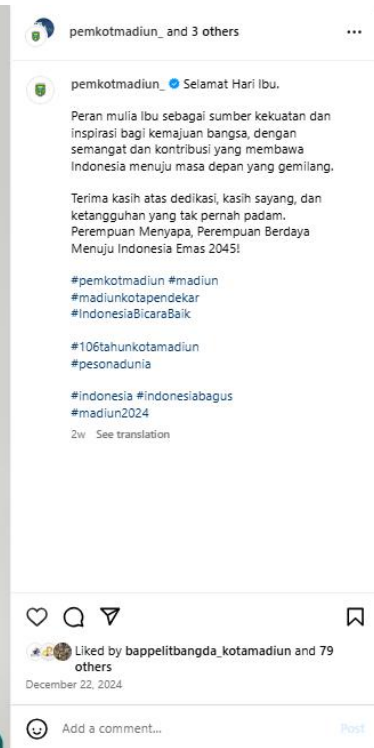 pemkotmadiun_ and 3 others
pemkotmadiun_ Selamat Hari Ibu.
Peran mulia Ibu sebagai sumber kekuatan dan
inspirasi bagi kemajuan bangsa, dengan
semangat dan kontribusi yang membawa
Indonesia menuju masa depan yang gemilang.
Terima kasih atas dedikasi, kasih sayang, dan
ketangguhan yang tak pernah padam.
Perempuan Menyapa, Perempuan Berdaya
Menuju Indonesia Emas 2045!
#pemkotmadiun #madiun
#madiunkotapendekar
#IndonesiaBicaraBaik
#106tahunkotamadiun
#pesonadunia
#indonesia #indonesiabagus
#madiun2024
2w See translation
Liked by bappelitbangda_kotamadiun and 79
others
December 22, 2024
Add a comment...
Post